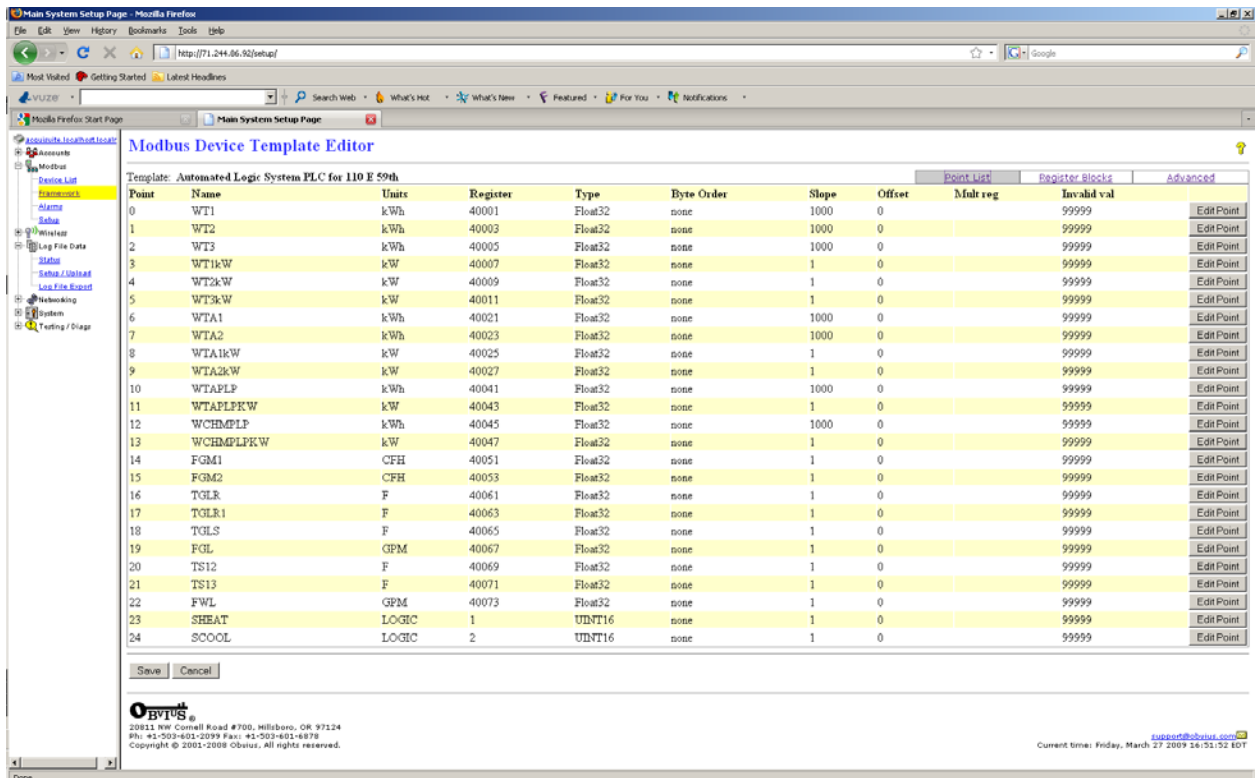 Main System Setup Page - Mozilla Firefox
File Edit View History Bookmarks Tools Help
http://71.244.86.92/setup/
Google
Most Visited Getting Started Latest Headlines
VUZE Search Web What's Hot What's New Featured For You Notifications
Mozilla Firefox Start Page Main System Setup Page
Accounts
Modbus
Device List
Framework
Alarms
Setup
Wireless
Log File Data
Status
Setup / Upload
Log File Export
Networking
System
Testing / Diags
Modbus Device Template Editor
Template: Automated Logic System PLC for 110 E 59th Point List Register Blocks Advanced
Point Name Units Register Type Byte Order Slope Offset Mult reg Invalid val
0 WT1 kWh 40001 Float32 none 1000 0 99999 Edit Point
1 WT2 kWh 40003 Float32 none 1000 0 99999 Edit Point
2 WT3 kWh 40005 Float32 none 1000 0 99999 Edit Point
3 WT1kW kW 40007 Float32 none 1 0 99999 Edit Point
4 WT2kW kW 40009 Float32 none 1 0 99999 Edit Point
5 WT3kW kW 40011 Float32 none 1 0 99999 Edit Point
6 WTA1 kWh 40021 Float32 none 1000 0 99999 Edit Point
7 WTA2 kWh 40023 Float32 none 1000 0 99999 Edit Point
8 WTA1kW kW 40025 Float32 none 1 0 99999 Edit Point
9 WTA2kW kW 40027 Float32 none 1 0 99999 Edit Point
10 WTAPLP kWh 40041 Float32 none 1000 0 99999 Edit Point
11 WTAPLPKW kW 40043 Float32 none 1 0 99999 Edit Point
12 WCHMPLP kWh 40045 Float32 none 1000 0 99999 Edit Point
13 WCHMPLPKW kW 40047 Float32 none 1 0 99999 Edit Point
14 FGM1 CFH 40051 Float32 none 1 0 99999 Edit Point
15 FGM2 CFH 40053 Float32 none 1 0 99999 Edit Point
16 TGLR F 40061 Float32 none 1 0 99999 Edit Point
17 TGLR1 F 40063 Float32 none 1 0 99999 Edit Point
18 TGLS F 40065 Float32 none 1 0 99999 Edit Point
19 FGL GPM 40067 Float32 none 1 0 99999 Edit Point
20 TS12 F 40069 Float32 none 1 0 99999 Edit Point
21 TS13 F 40071 Float32 none 1 0 99999 Edit Point
22 FWL GPM 40073 Float32 none 1 0 99999 Edit Point
23 SHEAT LOGIC 1 UINT16 none 1 0 99999 Edit Point
24 SCOOL LOGIC 2 UINT16 none 1 0 99999 Edit Point
Save Cancel
OBVIUS ®
20811 NW Cornell Road #700, Hillsboro, OR 97124
Ph: +1-503-601-2099 Fax: +1-503-601-6878
Copyright © 2001-2008 Obvius, All rights reserved.
support@obvius.com
Current time: Friday, March 27 2009 16:51:52 EDT
Done